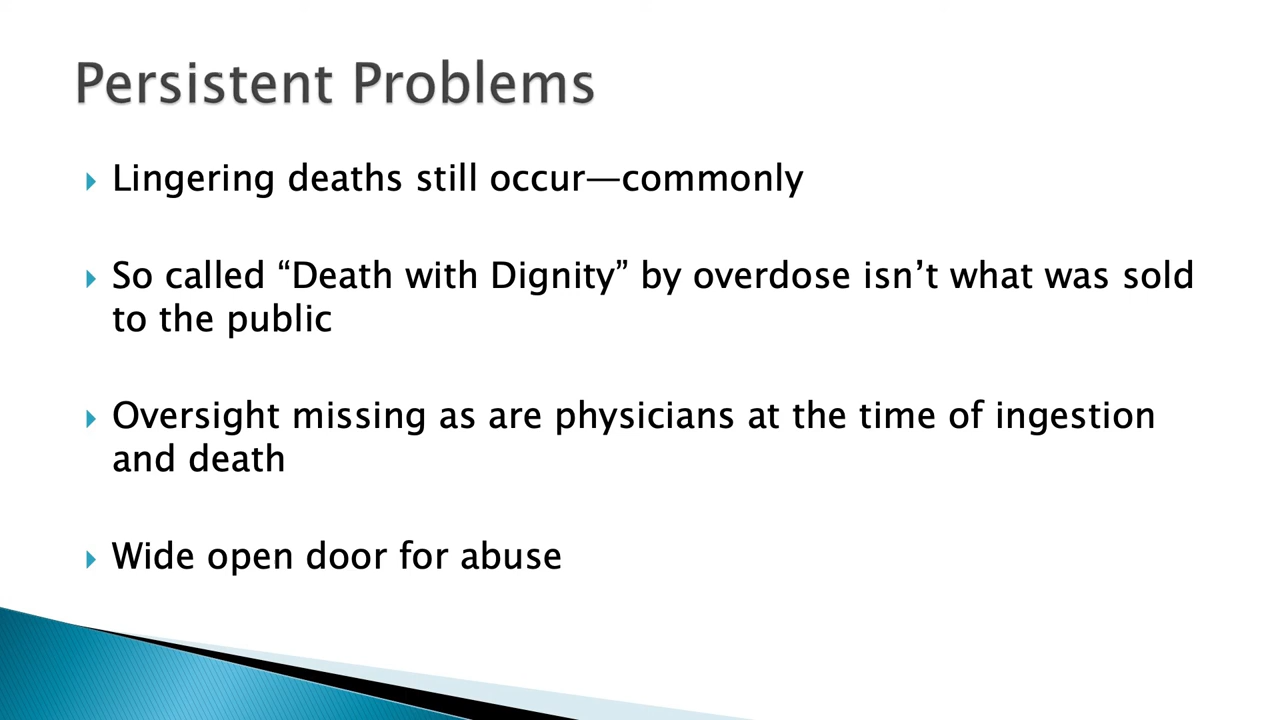 Persistent Problems
Lingering deaths still occur—commonly
So called “Death with Dignity” by overdose isn’t what was sold
to the public
Oversight missing as are physicians at the time of ingestion
and death
Wide open door for abuse